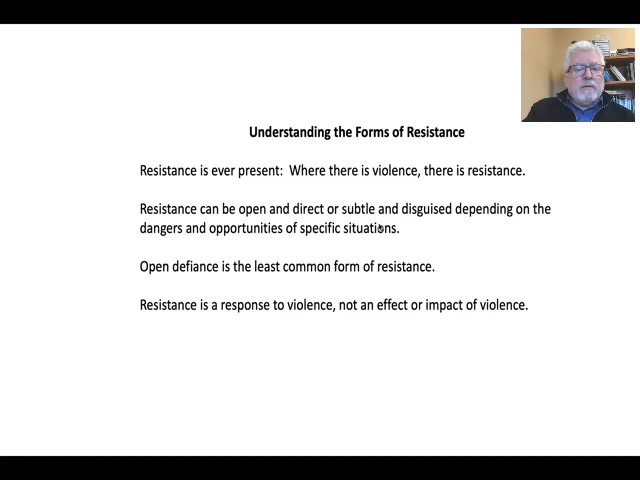 Understanding the Forms of Resistance
Resistance is ever present:  Where there is violence, there is resistance.
Resistance can be open and direct or subtle and disguised depending on the
dangers and opportunities of specific situations.
Open defiance is the least common form of resistance.
Resistance is a response to violence, not an effect or impact of violence.